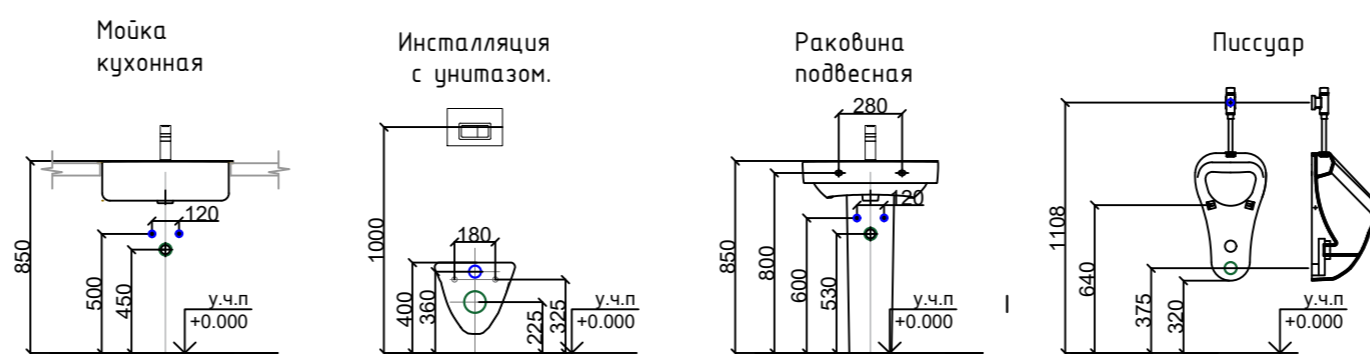 Мойка
кухонная
850
500
450
120
у.ч.п
+0.000
Инсталляция
с унитазом.
1000
180
400
360
225
325
у.ч.п
+0.000
Раковина
подвесная
280
850
800
600
530
120
у.ч.п
+0.000
Писсуар
1108
640
375
320
у.ч.п
+0.000